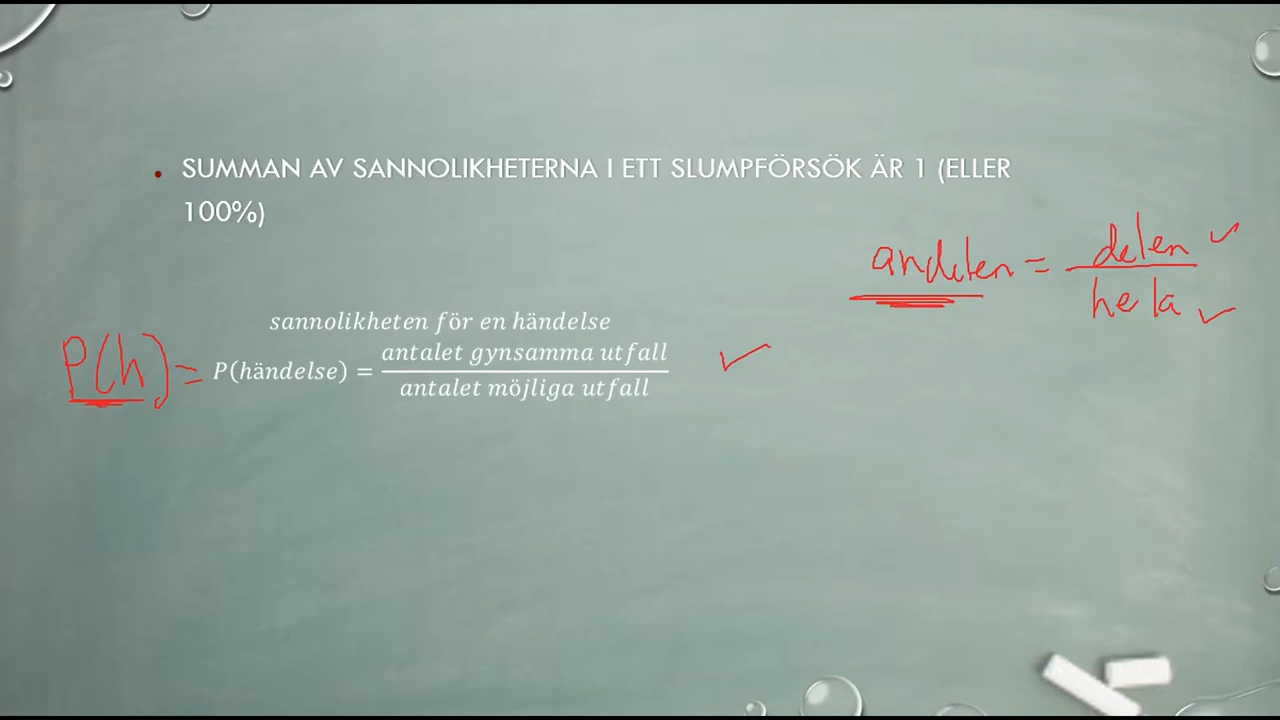 • SUMMAN AV SANNOLIKHETERNA I ETT SLUMPFÖRSÖK ÄR 1 (ELLER
100%)
andelen = delen
hela
sannolikheten för en händelse
antalet gynsamma utfall
P(h) = P(händelse) =
antalet möjliga utfall